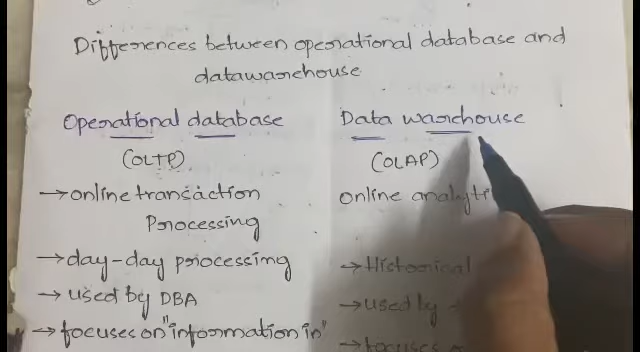 Differences between operational database and
datawarehouse
Operational database
(OLTP)
→online transaction
Processing
→day-day processing
→used by DBA
→focuses on "information in"
Data warehouse
(OLAP)
Online
→Historical
→used by
→focuses